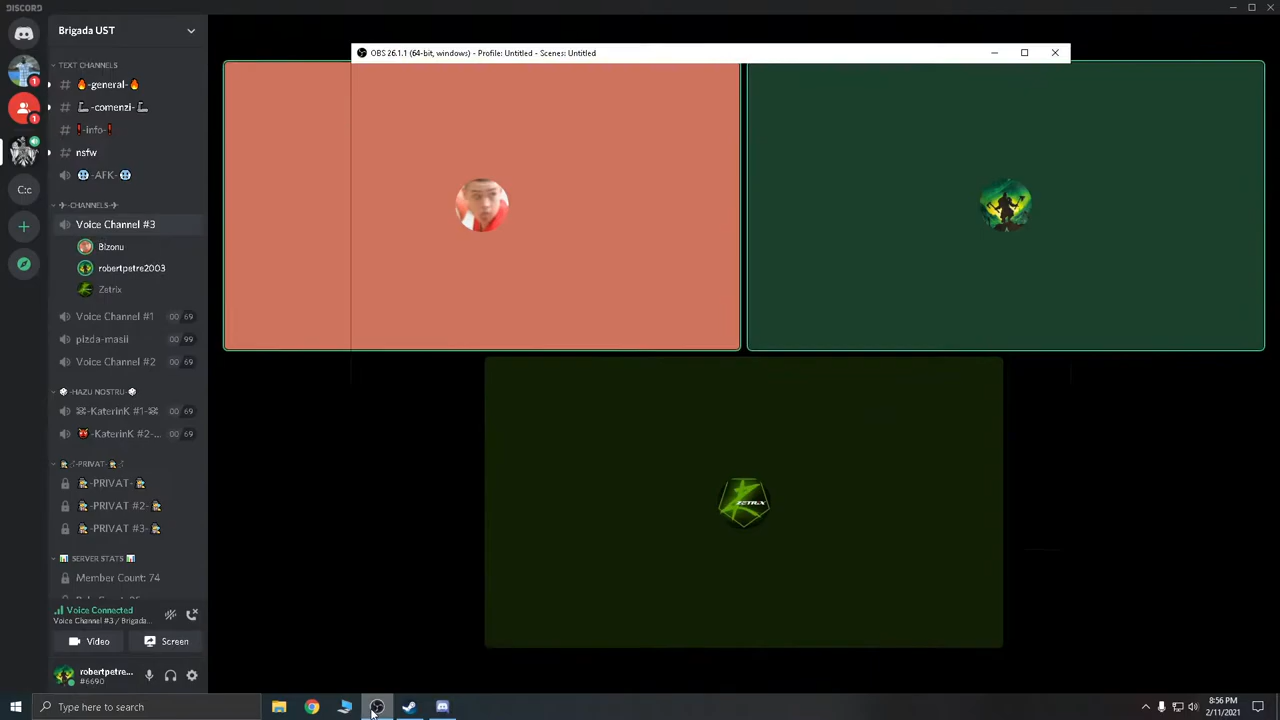 DISCORD
Brigada UST
OBS 26.1.1 (64-bit, windows) - Profile: Untitled - Scenes: Untitled
1
TEXT CHANNELS
# 🔥-general-🔥
# 🦾-comenzi-🦾
1
# ❗-info-❗
# nsfw
🥶-AFK-🥶
C:c
✈-CHANNELS-✈
Voice Channel #3
Bizonu
robertpetre2003
Zetrix
Voice Channel #1 00 69
pizda-masii 00 99
Voice Channel #2 00 69
🎲-HAZU NOSTRU-🎲
-KaterinK #1- 00 69
👹-KaterinK #2-... 00 69
-PRIVAT-
-PRIVAT-
ZETRIX
-PRIVAT #2-
-PRIVAT #3-
📊 SERVER STATS 📊
Member Count: 74
Voice Connected
Voice Channel #3 / Brigada...
Video
Screen
robertpetre...
#6690
Type here to search
8:56 PM
2/11/2021